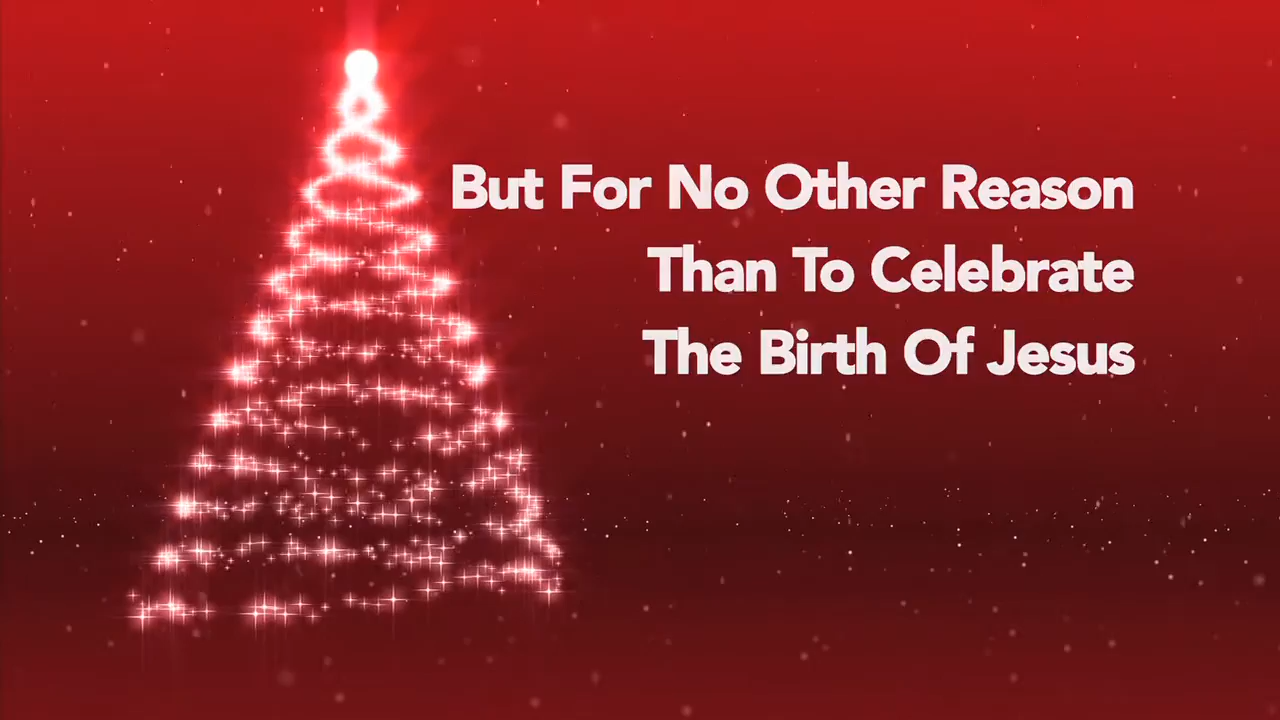 But For No Other Reason
Than To Celebrate
The Birth Of Jesus